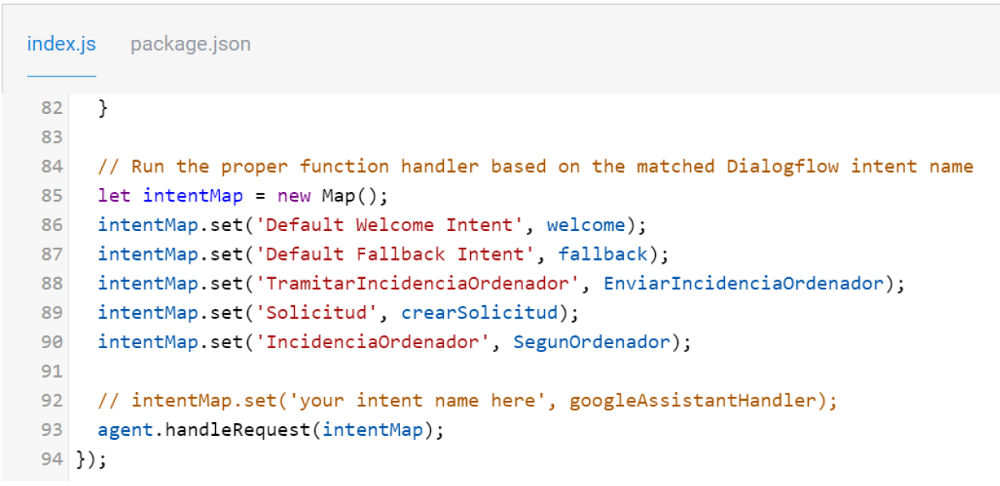 index.js package.json
82 }
83
84 // Run the proper function handler based on the matched Dialogflow intent name
85 let intentMap = new Map();
86 intentMap.set('Default Welcome Intent', welcome);
87 intentMap.set('Default Fallback Intent', fallback);
88 intentMap.set('TramitarIncidenciaOrdenador', EnviarIncidenciaOrdenador);
89 intentMap.set('Solicitud', crearSolicitud);
90 intentMap.set('IncidenciaOrdenador', SegunOrdenador);
91
92 // intentMap.set('your intent name here', googleAssistantHandler);
93 agent.handleRequest(intentMap);
94 });